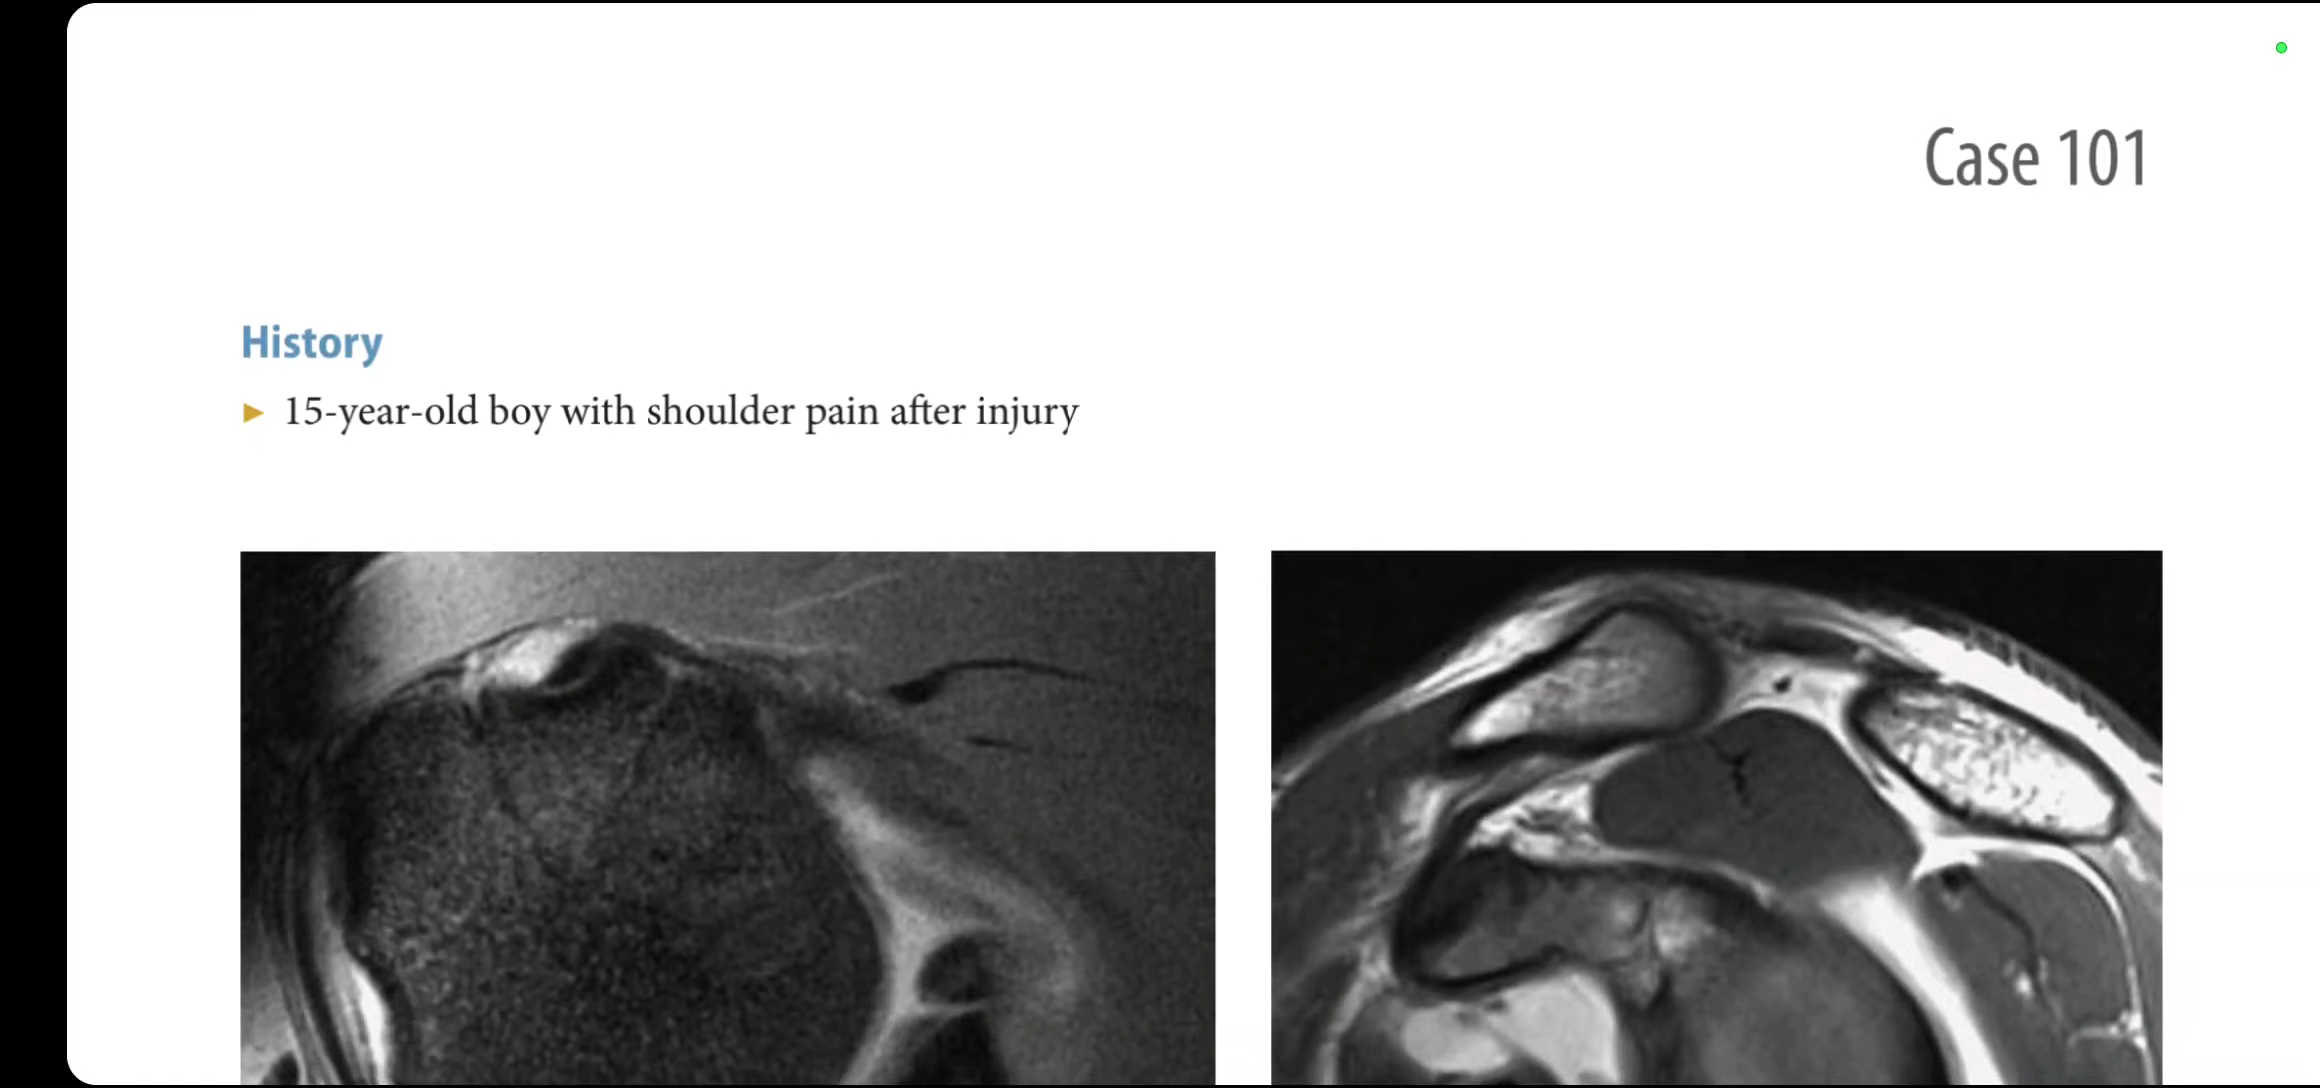 Case 101
History
► 15-year-old boy with shoulder pain after injury